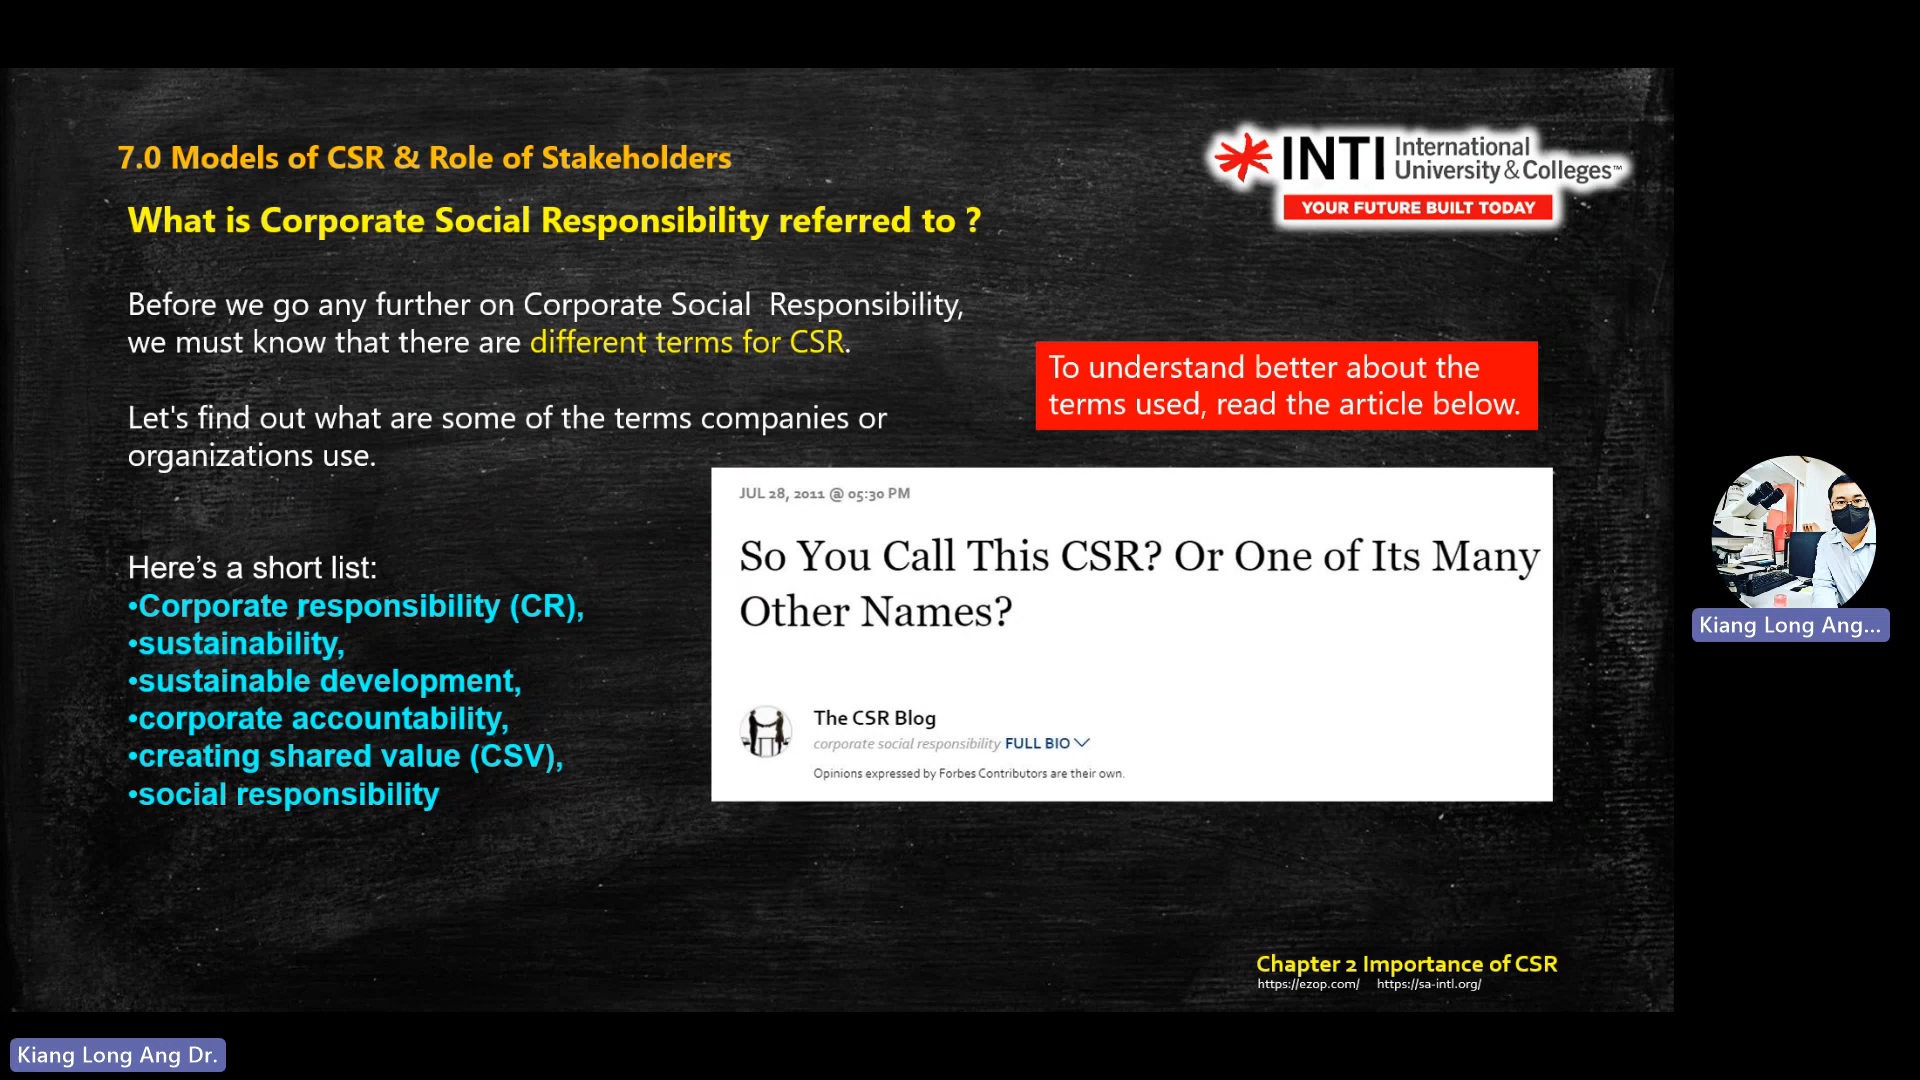 7.0 Models of CSR & Role of Stakeholders
INTI International
University & Colleges™
YOUR FUTURE BUILT TODAY
What is Corporate Social Responsibility referred to ?
Before we go any further on Corporate Social  Responsibility,
we must know that there are different terms for CSR.
Let's find out what are some of the terms companies or
organizations use.
To understand better about the
terms used, read the article below.
Here’s a short list:
•Corporate responsibility (CR),
•sustainability,
•sustainable development,
•corporate accountability,
•creating shared value (CSV),
•social responsibility
JUL 28, 2011 @ 05:30 PM
So You Call This CSR? Or One of Its Many
Other Names?
The CSR Blog
corporate social responsibility FULL BIO
Opinions expressed by Forbes Contributors are their own.
Kiang Long Ang...
Chapter 2 Importance of CSR
https://ezop.com/ https://sa-intl.org/
Kiang Long Ang Dr.